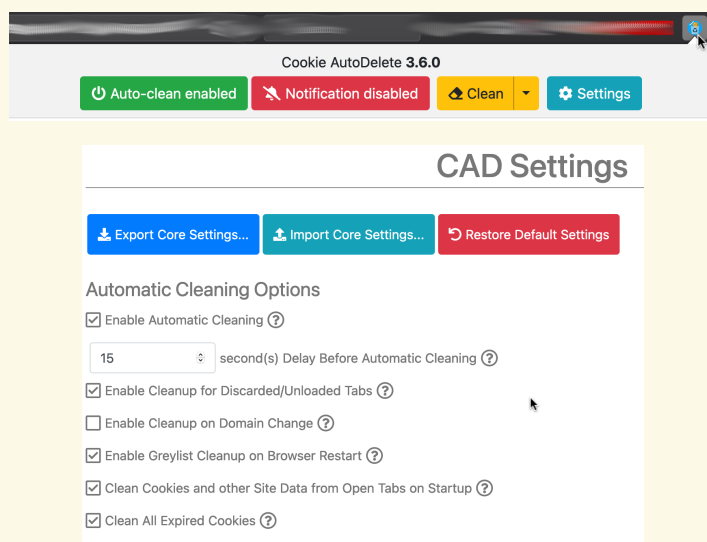 Cookie AutoDelete 3.6.0
Auto-clean enabled Notification disabled Clean Settings
CAD Settings
Export Core Settings... Import Core Settings... Restore Default Settings
Automatic Cleaning Options
Enable Automatic Cleaning ?
15 second(s) Delay Before Automatic Cleaning ?
Enable Cleanup for Discarded/Unloaded Tabs ?
Enable Cleanup on Domain Change ?
Enable Greylist Cleanup on Browser Restart ?
Clean Cookies and other Site Data from Open Tabs on Startup ?
Clean All Expired Cookies ?